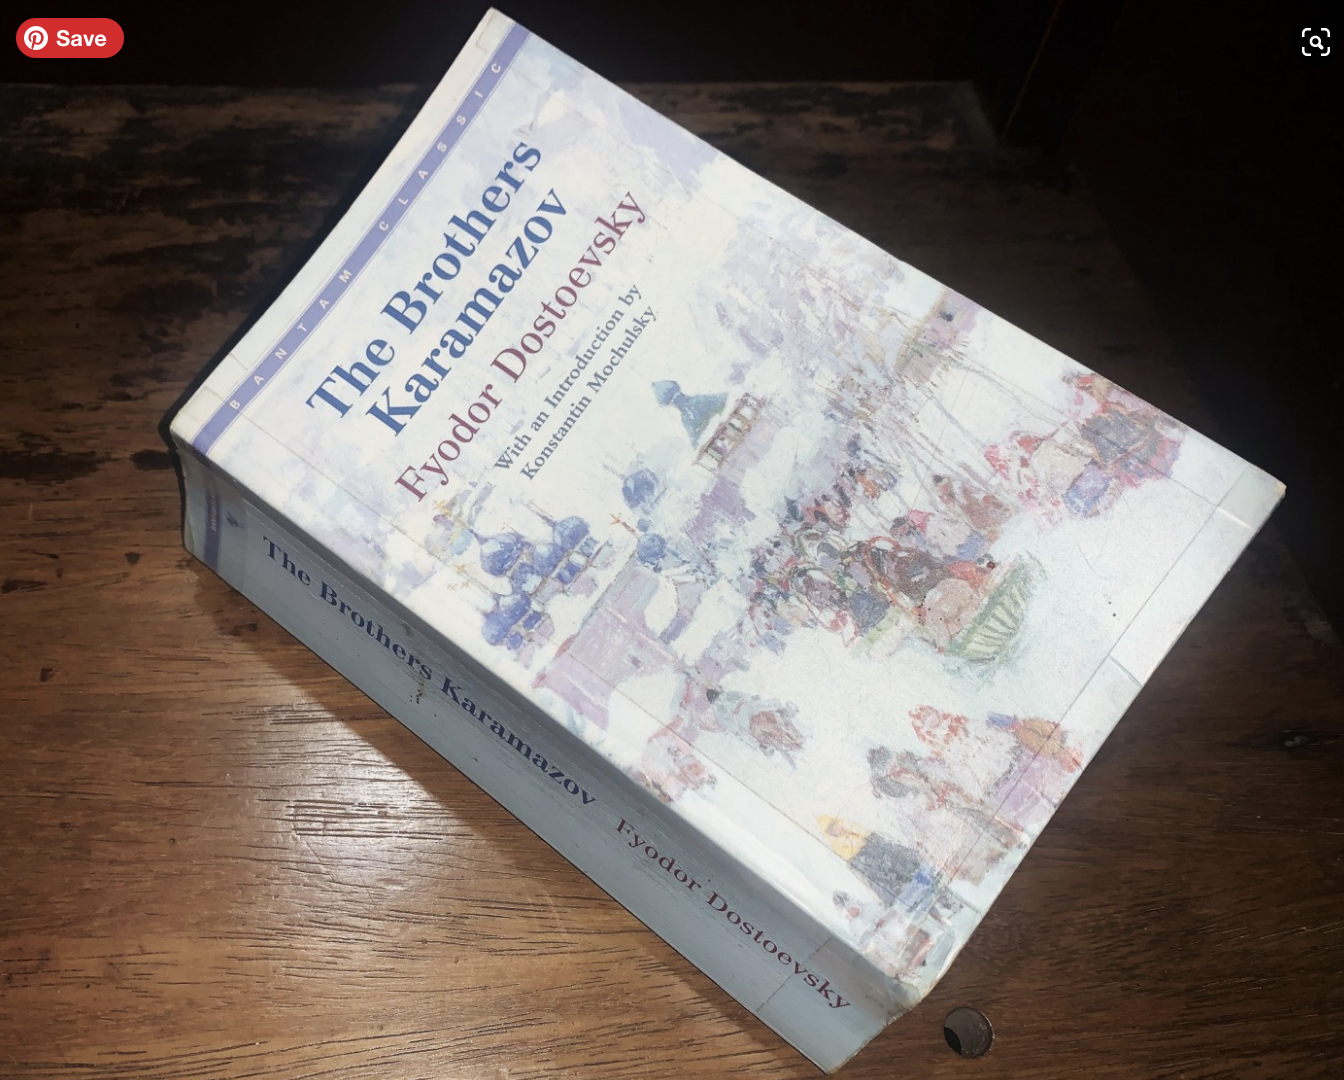 Save
BANTAM CLASSIC
The Brothers
Karamazov
Fyodor Dostoevsky
With an Introduction by
Konstantin Mochulsky
The Brothers Karamazov Fyodor Dostoevsky